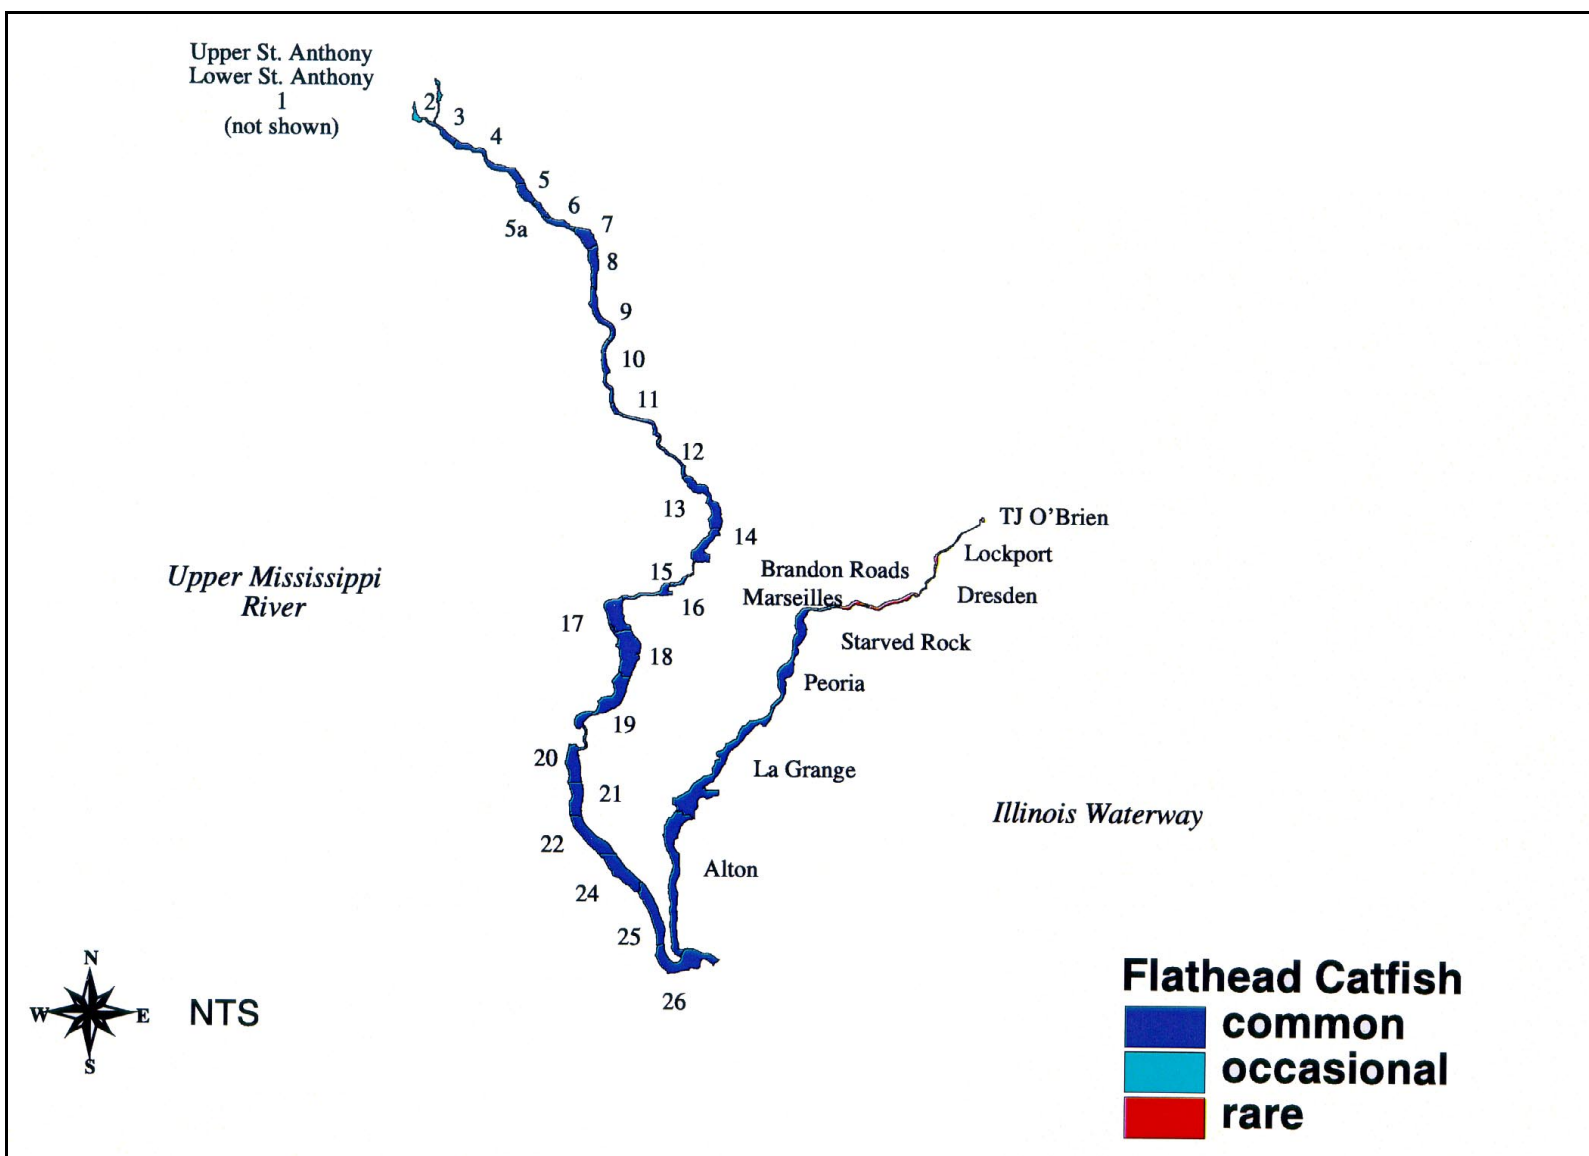 Upper St. Anthony
Lower St. Anthony
1
(not shown)
2
3
4
5
6
5a
7
8
9
10
11
12
13
TJ O'Brien
14
Lockport
Brandon Roads
15
Upper Mississippi
River
Marseilles
Dresden
16
17
Starved Rock
18
Peoria
19
20
La Grange
21
Illinois Waterway
22
Alton
24
25
N
W
E
S
NTS
26
Flathead Catfish
common
occasional
rare